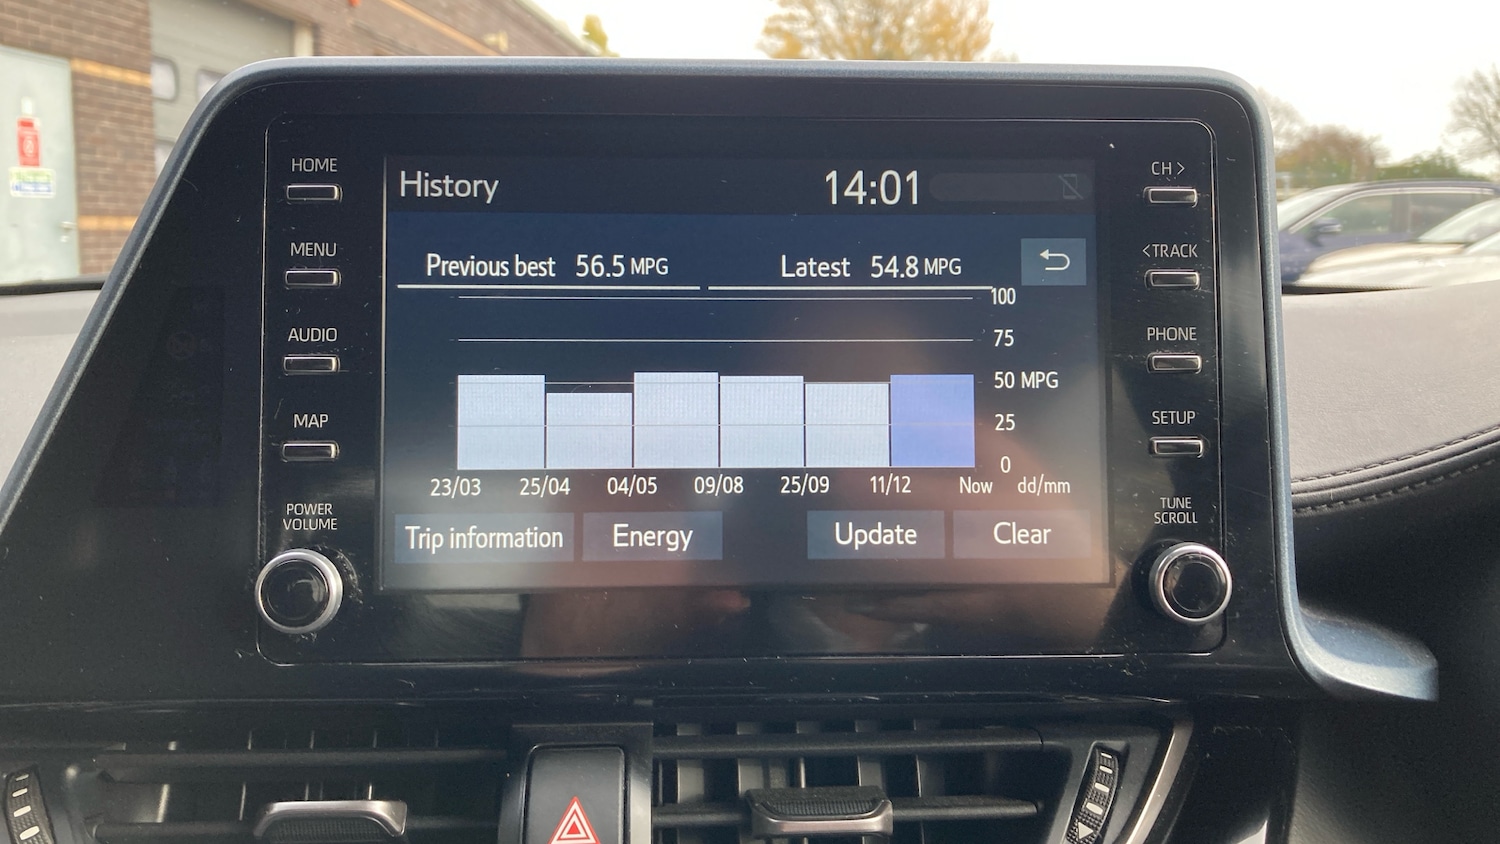 HOME
MENU
AUDIO
MAP
POWER
VOLUME
History
14:01
Previous best 56.5 MPG
Latest 54.8 MPG
100
75
50 MPG
25
0
23/03 25/04 04/05 09/08 25/09 11/12 Now dd/mm
Trip information
Energy
Update
Clear
CH >
< TRACK
PHONE
SETUP
TUNE
SCROLL